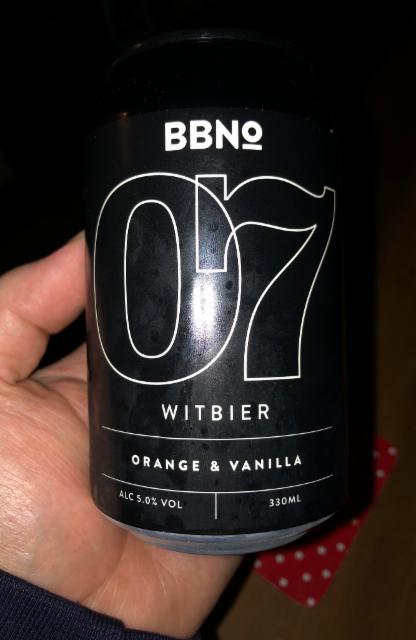 BBNº
07
WITBIER
ORANGE & VANILLA
ALC 5.0% VOL
330ML